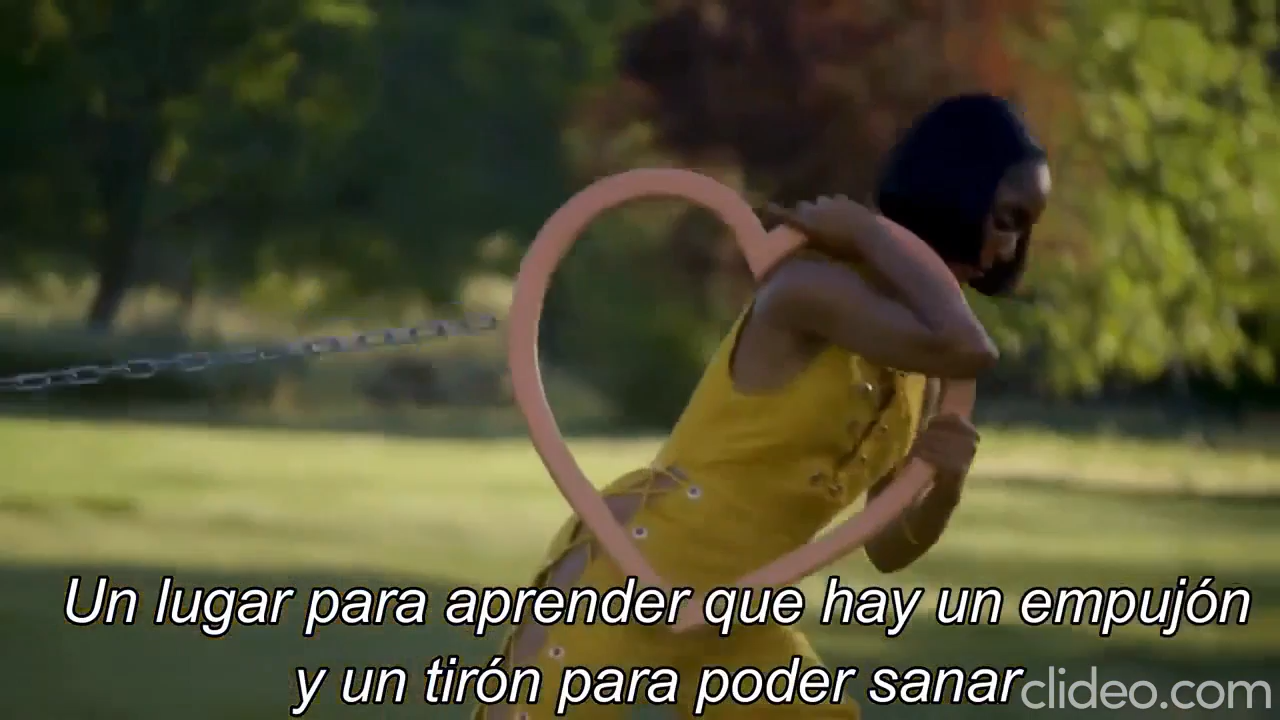 Un lugar para aprender que hay un empujón
y un tirón para poder sanar
clideo.com